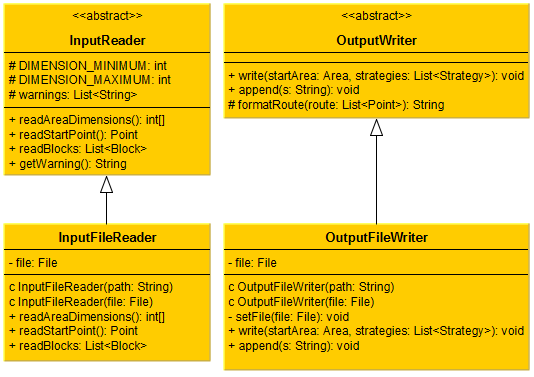 <<abstract>>
InputReader
# DIMENSION_MINIMUM: int
# DIMENSION_MAXIMUM: int
# warnings: List<String>
+ readAreaDimensions(): int[]
+ readStartPoint(): Point
+ readBlocks: List<Block>
+ getWarning(): String
<<abstract>>
OutputWriter
+ write(startArea: Area, strategies: List<Strategy>): void
+ append(s: String): void
# formatRoute(route: List<Point>): String
InputFileReader
- file: File
c InputFileReader(path: String)
c InputFileReader(file: File)
+ readAreaDimensions(): int[]
+ readStartPoint(): Point
+ readBlocks: List<Block>
OutputFileWriter
- file: File
c OutputFileWriter(path: String)
c OutputFileWriter(file: File)
- setFile(file: File): void
+ write(startArea: Area, strategies: List<Strategy>): void
+ append(s: String): void